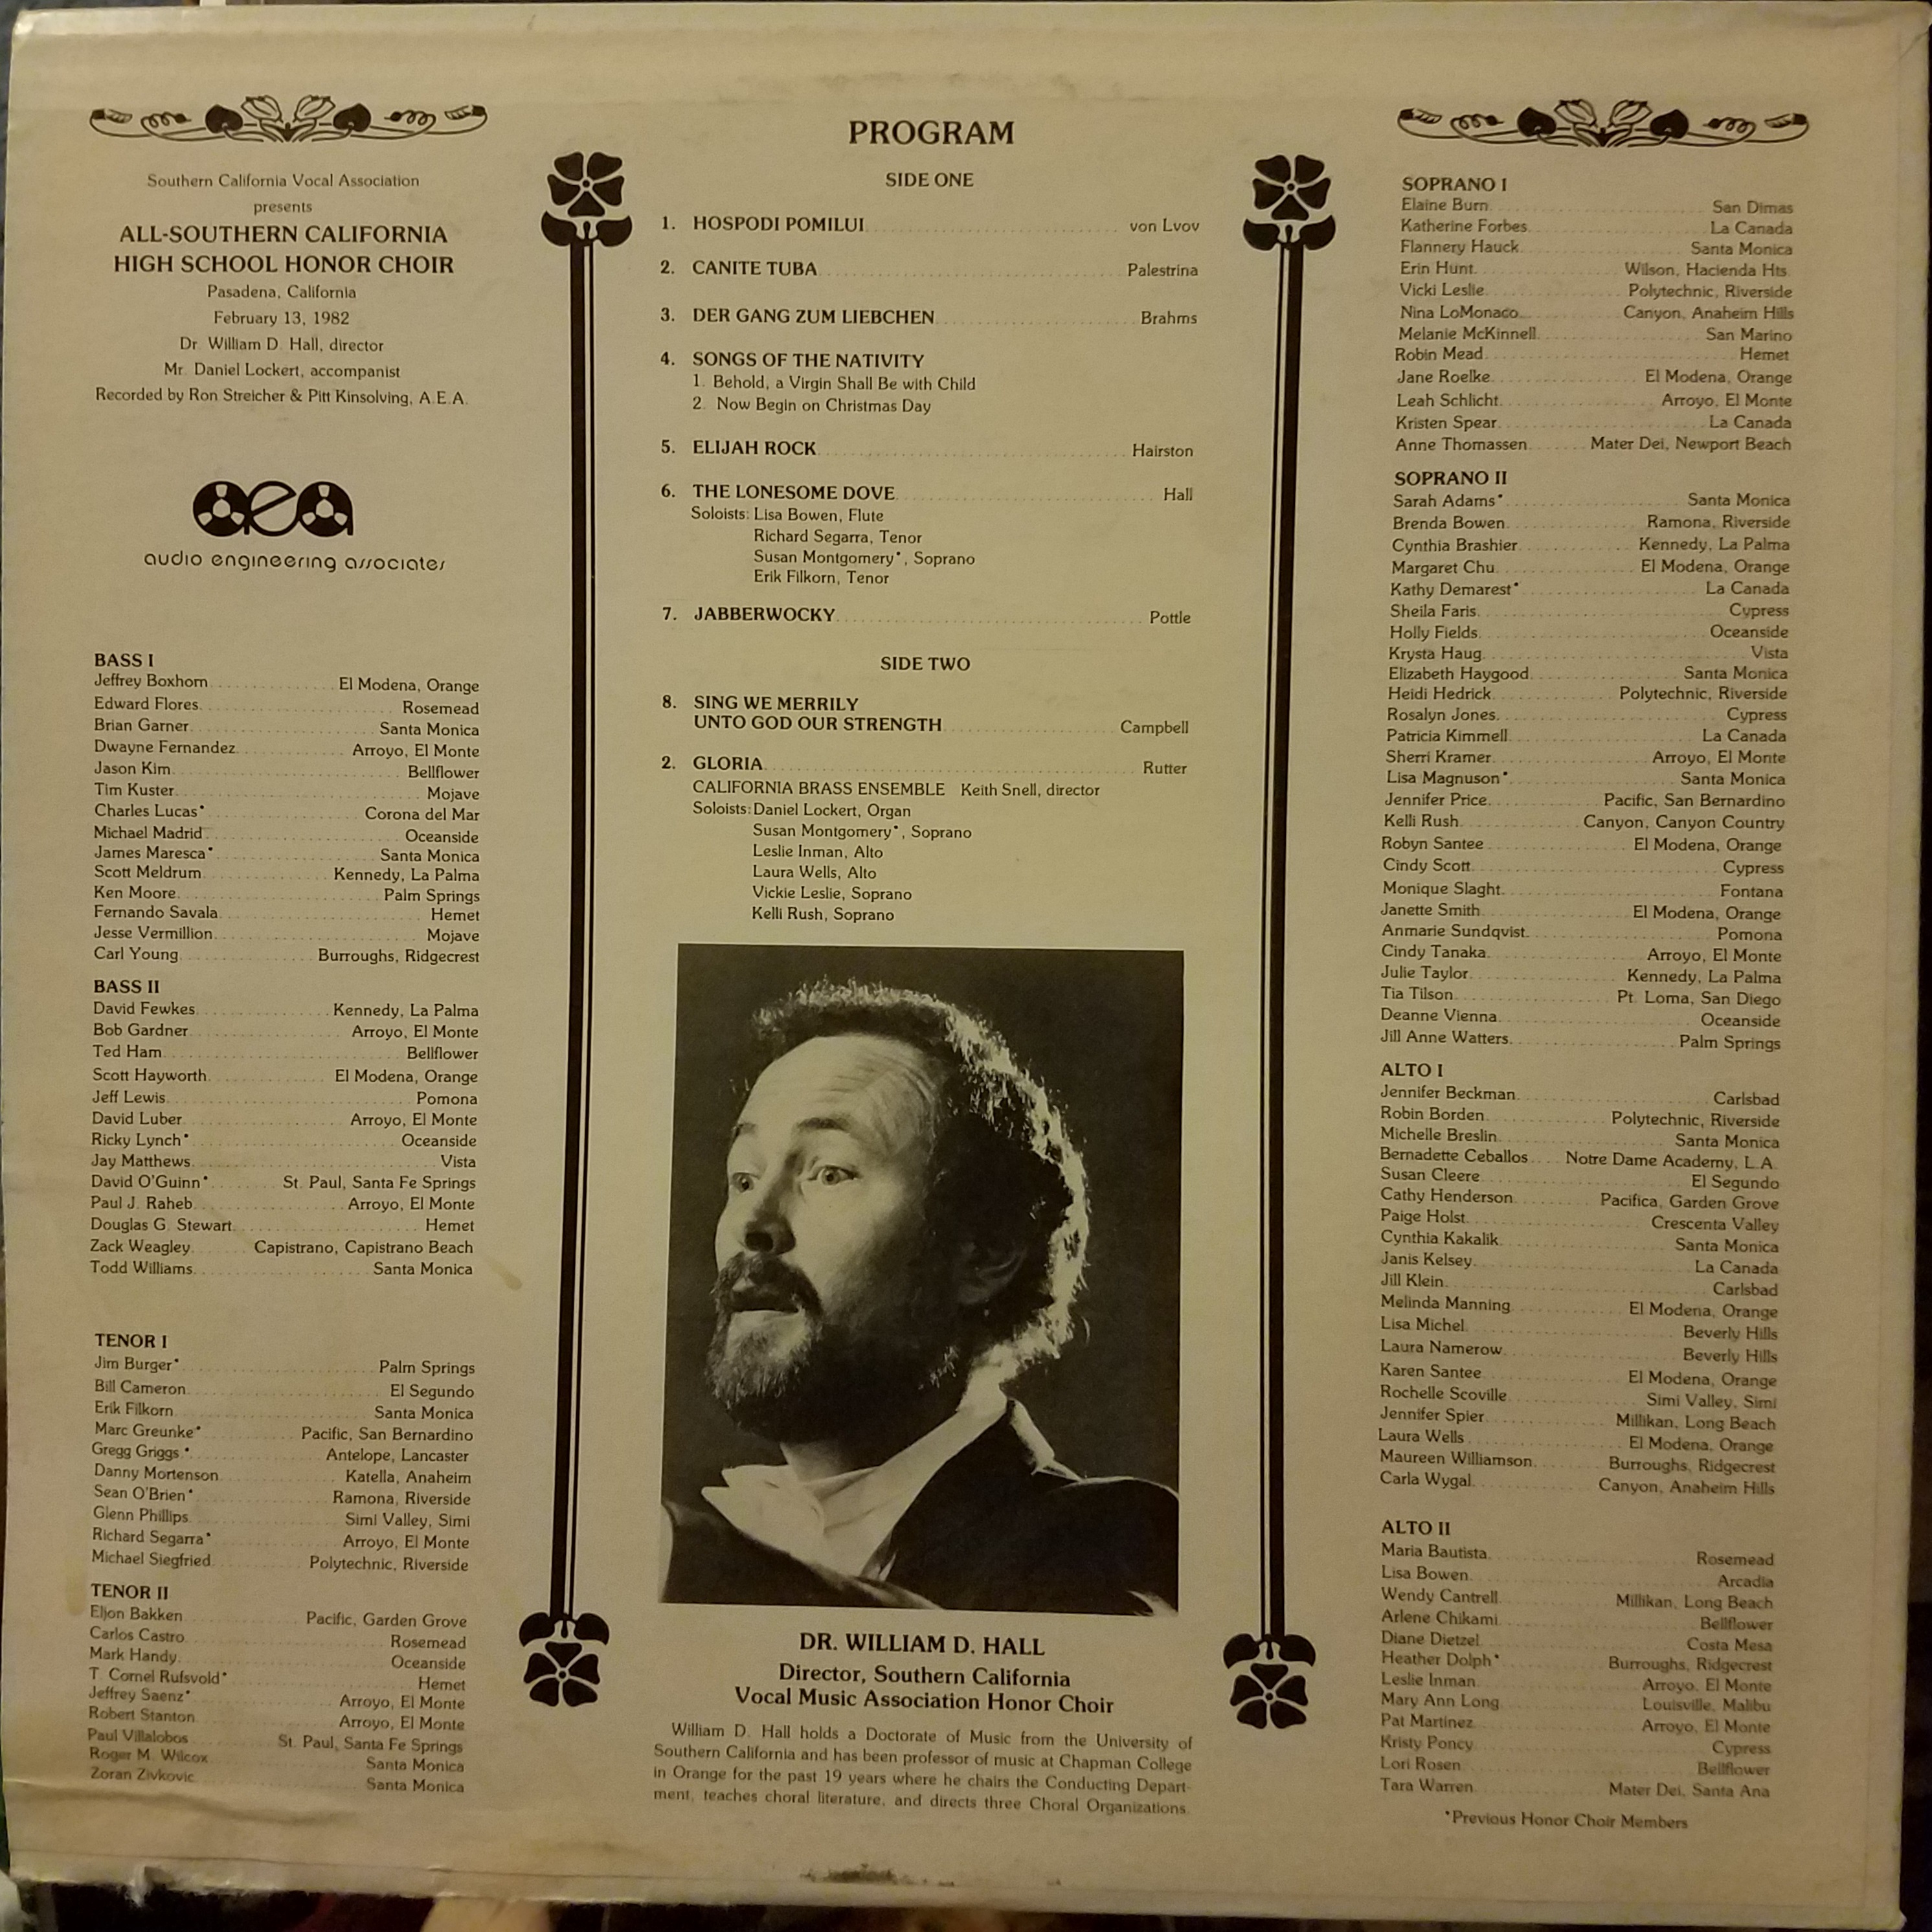 Southern California Vocal Association
presents
ALL-SOUTHERN CALIFORNIA
HIGH SCHOOL HONOR CHOIR
Pasadena, California
February 13, 1982
Dr. William D. Hall, director
Mr. Daniel Lockert, accompanist
Recorded by Ron Streicher & Pitt Kinsolving, A.E.A.
aea
audio engineering associates
BASS I
Jeffrey Boxhorn El Modena, Orange
Edward Flores Rosemead
Brian Garner Santa Monica
Dwayne Fernandez Arroyo, El Monte
Jason Kim Bellflower
Tim Kuster Mojave
Charles Lucas* Corona del Mar
Michael Madrid Oceanside
James Maresca* Santa Monica
Scott Meldrum Kennedy, La Palma
Ken Moore Palm Springs
Fernando Savala Hemet
Jesse Vermillion Mojave
Carl Young Burroughs, Ridgecrest
BASS II
David Fewkes Kennedy, La Palma
Bob Gardner Arroyo, El Monte
Ted Ham Bellflower
Scott Hayworth El Modena, Orange
Jeff Lewis Pomona
David Luber Arroyo, El Monte
Ricky Lynch* Oceanside
Jay Matthews Vista
David O'Guinn* St. Paul, Santa Fe Springs
Paul J. Raheb Arroyo, El Monte
Douglas G. Stewart Hemet
Zack Weagley Capistrano, Capistrano Beach
Todd Williams Santa Monica
TENOR I
Jim Burger* Palm Springs
Bill Cameron El Segundo
Erik Filkorn Santa Monica
Marc Greunke* Pacific, San Bernardino
Gregg Griggs* Antelope, Lancaster
Danny Mortenson Katella, Anaheim
Sean O'Brien* Ramona, Riverside
Glenn Phillips Simi Valley, Simi
Richard Segarra* Arroyo, El Monte
Michael Siegfried Polytechnic, Riverside
TENOR II
Eljon Bakken Pacific, Garden Grove
Carlos Castro Rosemead
Mark Handy Oceanside
T. Cornel Rufsvold* Hemet
Jeffrey Saenz* Arroyo, El Monte
Robert Stanton Arroyo, El Monte
Paul Villalobos St. Paul, Santa Fe Springs
Roger M. Wilcox Santa Monica
Zoran Zivkovic Santa Monica
PROGRAM
SIDE ONE
1. HOSPODI POMILUI von Lvov
2. CANITE TUBA Palestrina
3. DER GANG ZUM LIEBCHEN Brahms
4. SONGS OF THE NATIVITY
1. Behold, a Virgin Shall Be with Child
2. Now Begin on Christmas Day
5. ELIJAH ROCK Hairston
6. THE LONESOME DOVE Hall
Soloists: Lisa Bowen, Flute
Richard Segarra, Tenor
Susan Montgomery*, Soprano
Erik Filkorn, Tenor
7. JABBERWOCKY Pottle
SIDE TWO
8. SING WE MERRILY
UNTO GOD OUR STRENGTH Campbell
2. GLORIA Rutter
CALIFORNIA BRASS ENSEMBLE Keith Snell, director
Soloists: Daniel Lockert, Organ
Susan Montgomery*, Soprano
Leslie Inman, Alto
Laura Wells, Alto
Vickie Leslie, Soprano
Kelli Rush, Soprano
DR. WILLIAM D. HALL
Director, Southern California
Vocal Music Association Honor Choir
William D. Hall holds a Doctorate of Music from the University of
Southern California and has been professor of music at Chapman College
in Orange for the past 19 years where he chairs the Conducting Depart-
ment, teaches choral literature, and directs three Choral Organizations.
SOPRANO I
Elaine Burn San Dimas
Katherine Forbes La Canada
Flannery Hauck Santa Monica
Erin Hunt Wilson, Hacienda Hts.
Vicki Leslie Polytechnic, Riverside
Nina LoMonaco Canyon, Anaheim Hills
Melanie McKinnell San Marino
Robin Mead Hemet
Jane Roelke El Modena, Orange
Leah Schlicht Arroyo, El Monte
Kristen Spear La Canada
Anne Thomassen Mater Dei, Newport Beach
SOPRANO II
Sarah Adams* Santa Monica
Brenda Bowen Ramona, Riverside
Cynthia Brashier Kennedy, La Palma
Margaret Chu El Modena, Orange
Kathy Demarest* La Canada
Sheila Faris Cypress
Holly Fields Oceanside
Krysta Haug Vista
Elizabeth Haygood Santa Monica
Heidi Hedrick Polytechnic, Riverside
Rosalyn Jones Cypress
Patricia Kimmell La Canada
Sherri Kramer Arroyo, El Monte
Lisa Magnuson* Santa Monica
Jennifer Price Pacific, San Bernardino
Kelli Rush Canyon, Canyon Country
Robyn Santee El Modena, Orange
Cindy Scott Cypress
Monique Slaght Fontana
Janette Smith El Modena, Orange
Anmarie Sundqvist Pomona
Cindy Tanaka Arroyo, El Monte
Julie Taylor Kennedy, La Palma
Tia Tilson Pt. Loma, San Diego
Deanne Vienna Oceanside
Jill Anne Watters Palm Springs
ALTO I
Jennifer Beckman Carlsbad
Robin Borden Polytechnic, Riverside
Michelle Breslin Santa Monica
Bernadette Ceballos Notre Dame Academy, L.A.
Susan Cleere El Segundo
Cathy Henderson Pacifica, Garden Grove
Paige Holst Crescenta Valley
Cynthia Kakalik Santa Monica
Janis Kelsey La Canada
Jill Klein Carlsbad
Melinda Manning El Modena, Orange
Lisa Michel Beverly Hills
Laura Namerow Beverly Hills
Karen Santee El Modena, Orange
Rochelle Scoville Simi Valley, Simi
Jennifer Spier Millikan, Long Beach
Laura Wells El Modena, Orange
Maureen Williamson Burroughs, Ridgecrest
Carla Wygal Canyon, Anaheim Hills
ALTO II
Maria Bautista Rosemead
Lisa Bowen Arcadia
Wendy Cantrell Millikan, Long Beach
Arlene Chikami Bellflower
Diane Dietzel Costa Mesa
Heather Dolph* Burroughs, Ridgecrest
Leslie Inman Arroyo, El Monte
Mary Ann Long Louisville, Malibu
Pat Martinez Arroyo, El Monte
Kristy Poncy Cypress
Lori Rosen Bellflower
Tara Warren Mater Dei, Santa Ana
*Previous Honor Choir Members